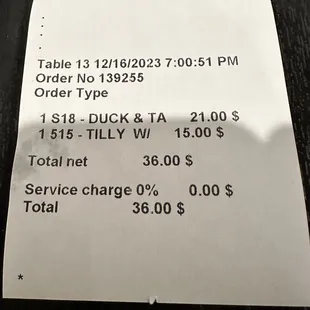 .
.
.
.
Table 13 12/16/2023 7:00:51 PM
Order No 139255
Order Type
1 S18 - DUCK & TA 21.00 $
1 515 - TILLY W/ 15.00 $
Total net 36.00 $
Service charge 0% 0.00 $
Total 36.00 $
*